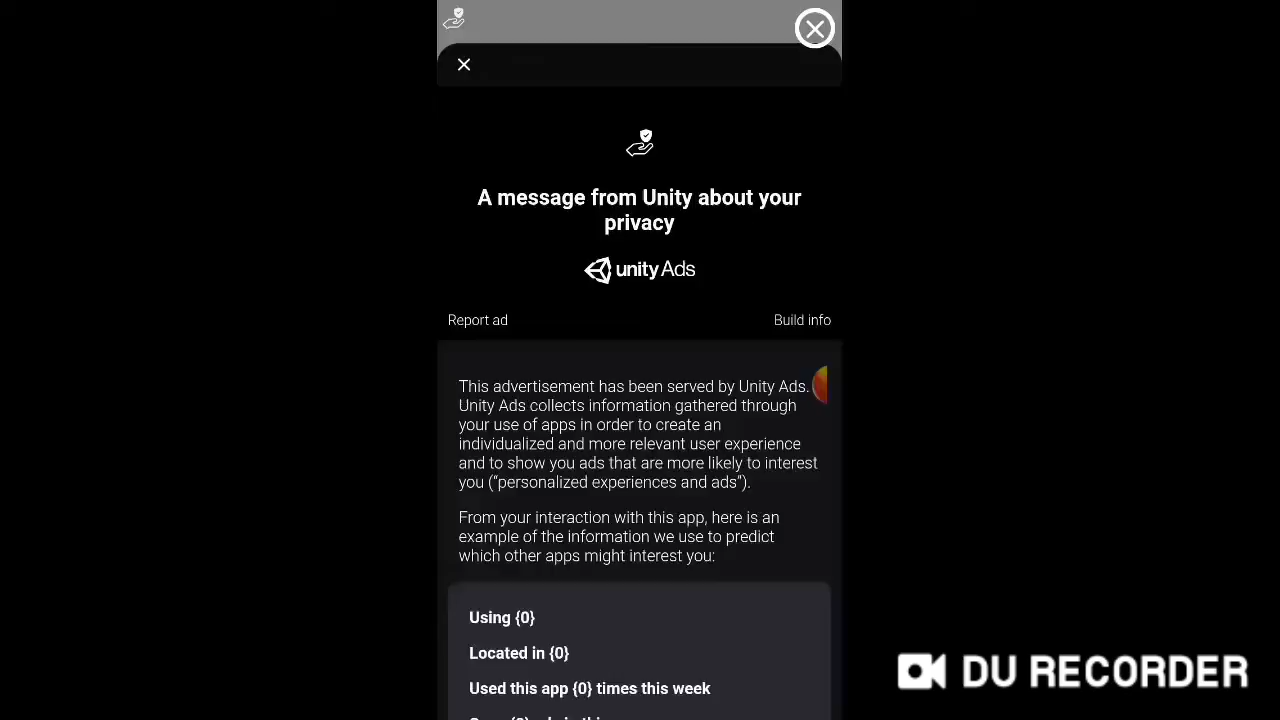 A message from Unity about your
privacy
unityAds
Report ad
Build info
This advertisement has been served by Unity Ads.
Unity Ads collects information gathered through
your use of apps in order to create an
individualized and more relevant user experience
and to show you ads that are more likely to interest
you (“personalized experiences and ads”).
From your interaction with this app, here is an
example of the information we use to predict
which other apps might interest you:
Using {0}
Located in {0}
Used this app {0} times this week
DU RECORDER